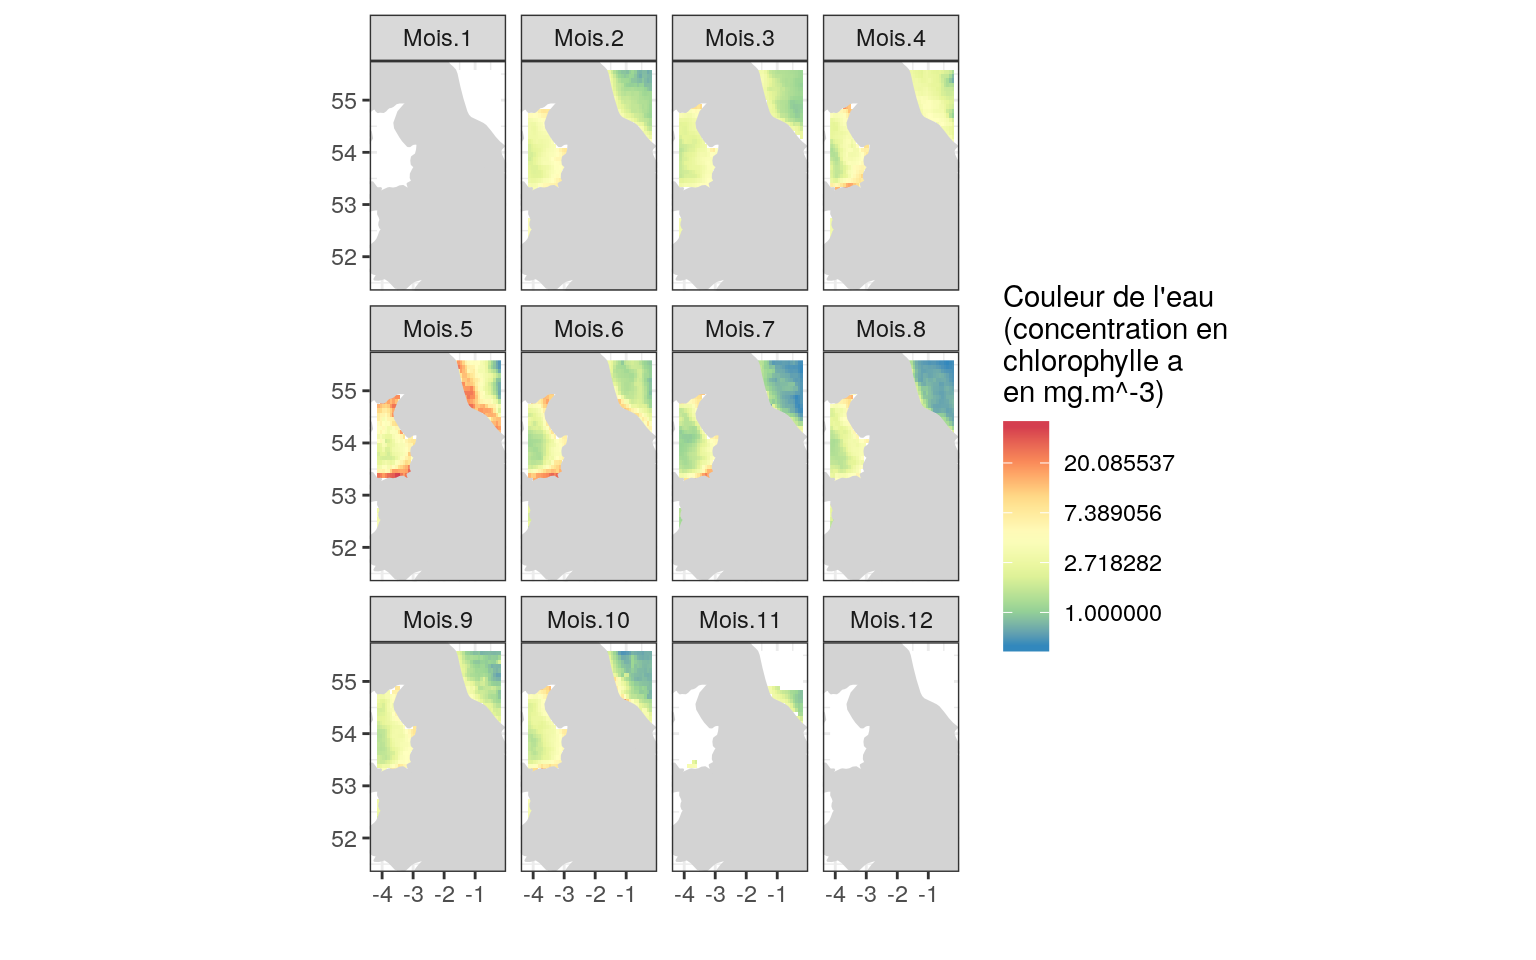 Mois.1 Mois.2 Mois.3 Mois.4
55
54
53
52
Mois.5 Mois.6 Mois.7 Mois.8
55
54
53
52
Mois.9 Mois.10 Mois.11 Mois.12
55
54
53
52
-4 -3 -2 -1 -4 -3 -2 -1 -4 -3 -2 -1 -4 -3 -2 -1
Couleur de l'eau
(concentration en
chlorophylle a
en mg.m^-3)
20.085537
7.389056
2.718282
1.000000